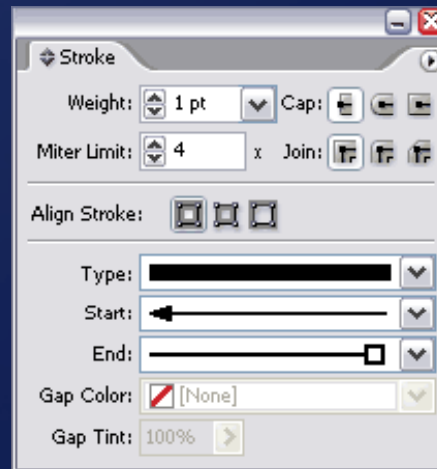 Stroke
Weight: 1 pt Cap:
Miter Limit: 4 x Join:
Align Stroke:
Type:
Start:
End:
Gap Color: [None]
Gap Tint: 100%